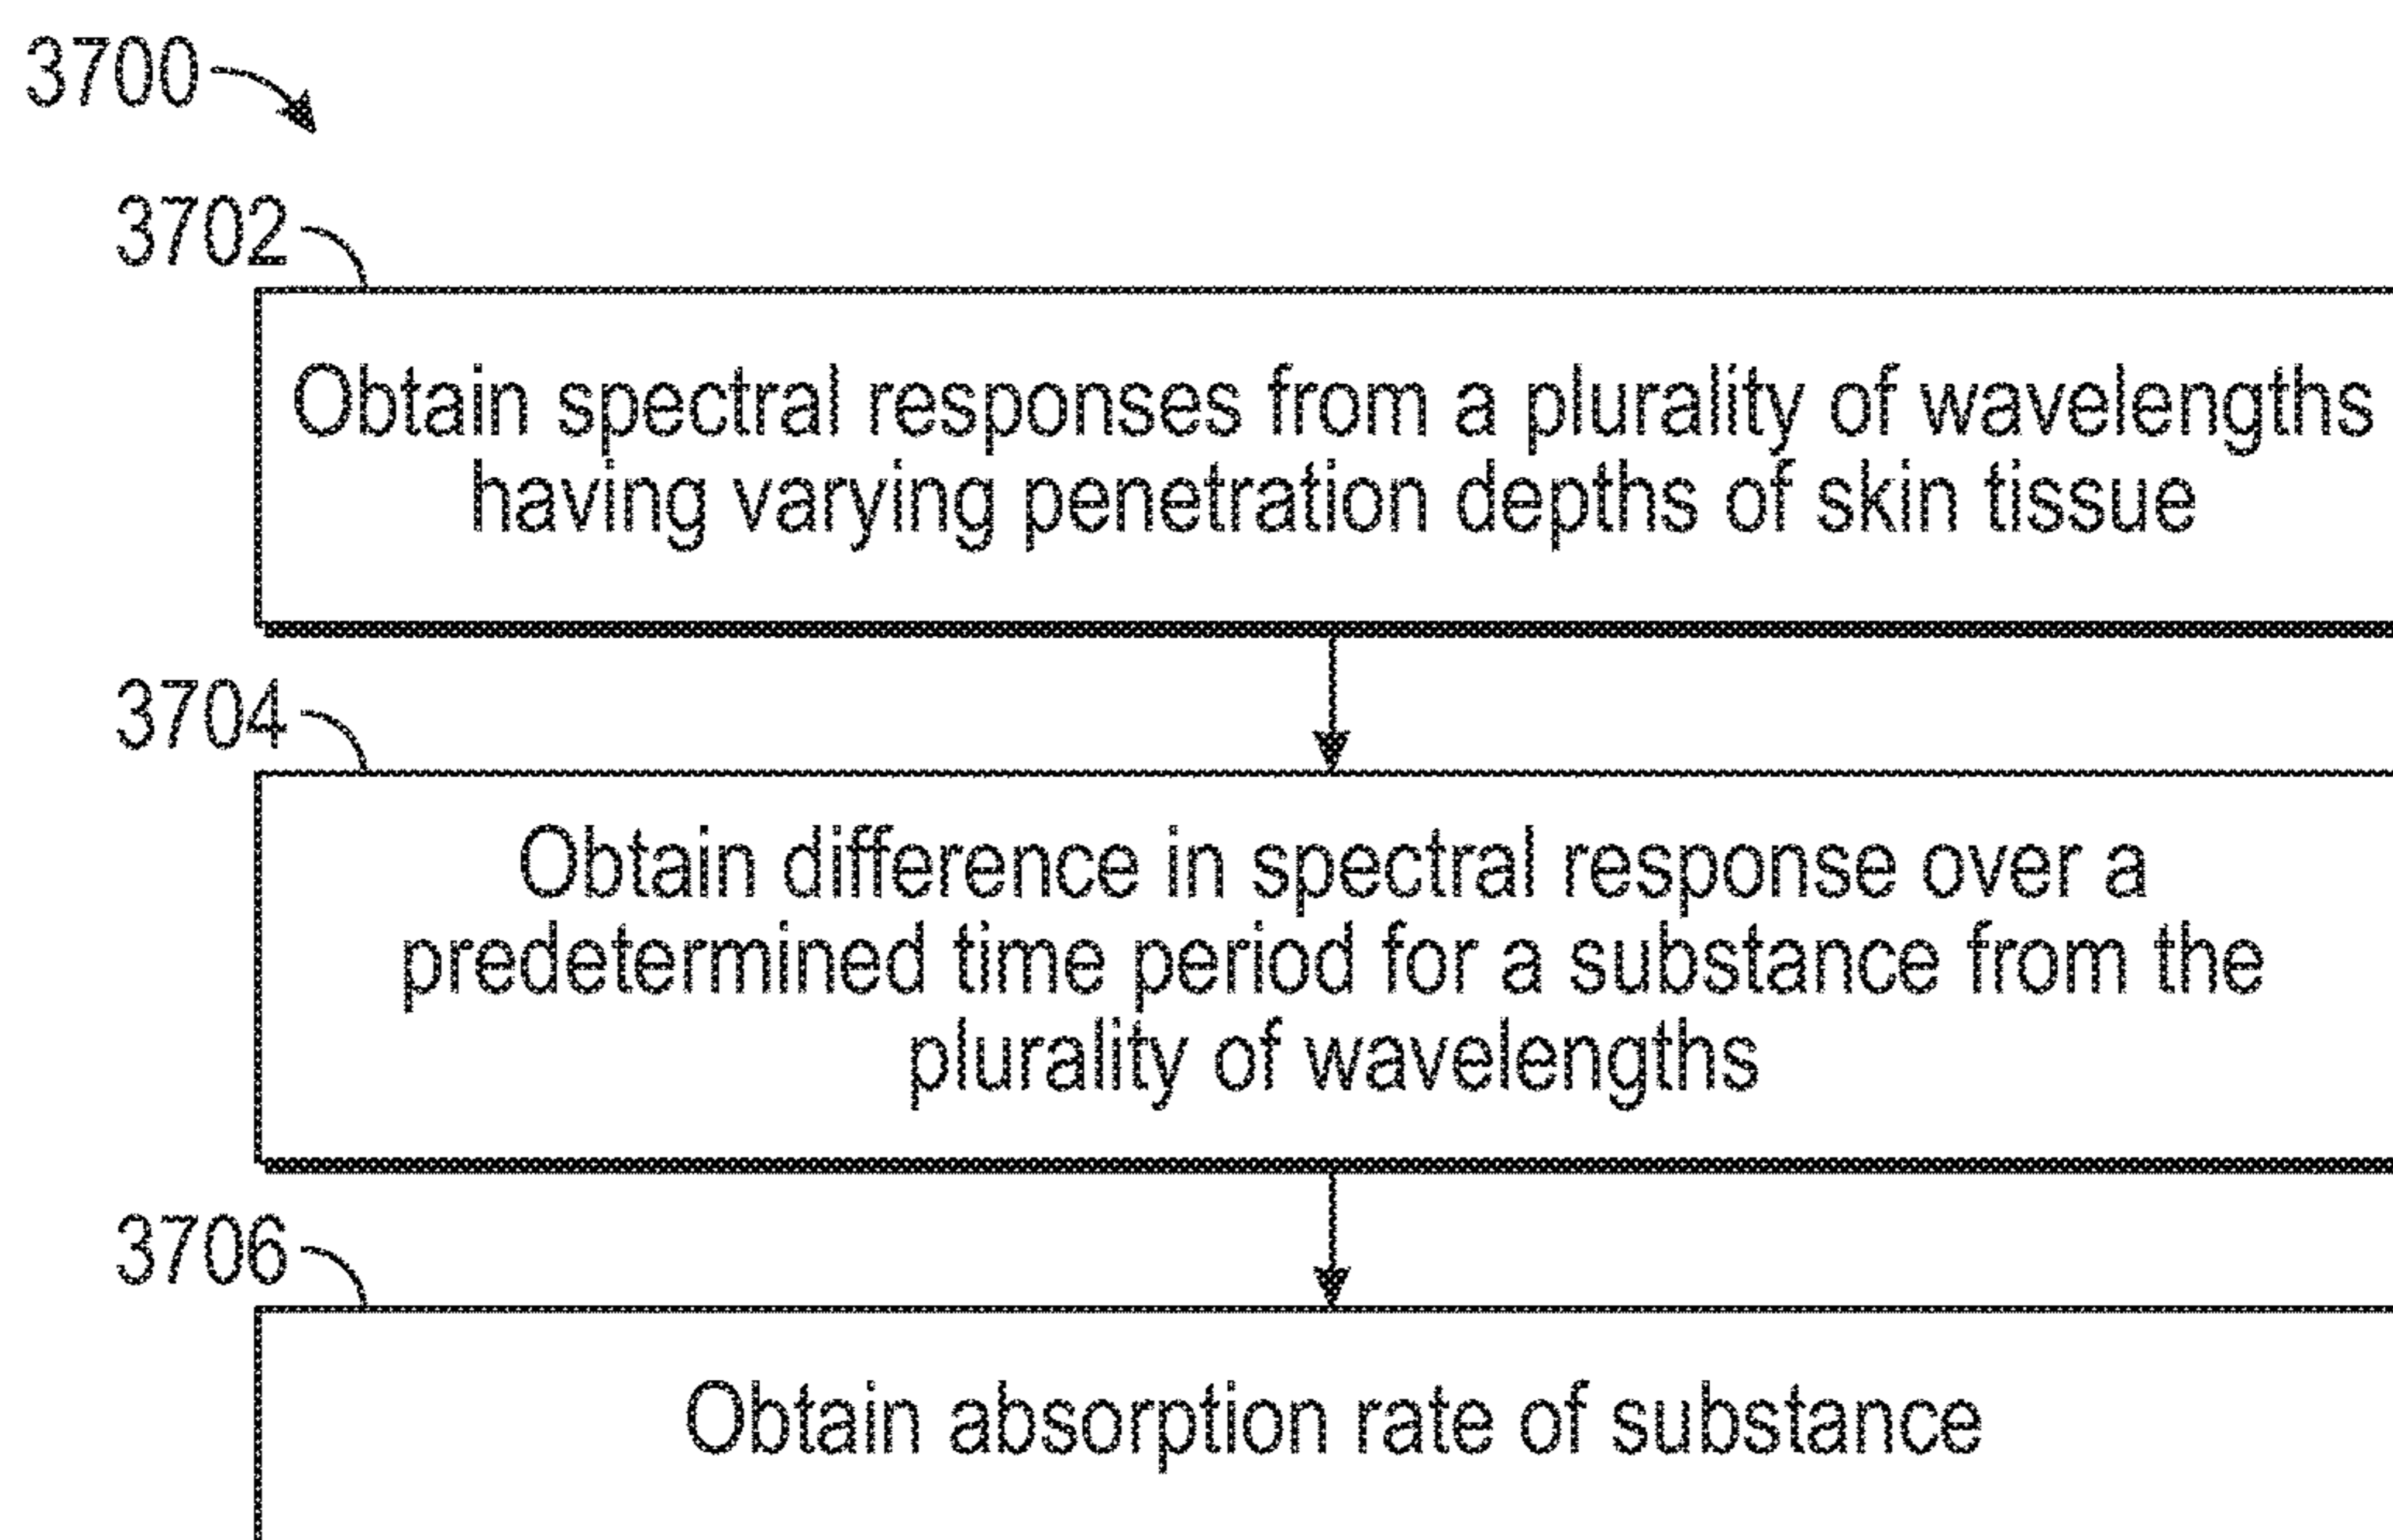 3700
3702
Obtain spectral responses from a plurality of wavelengths
having varying penetration depths of skin tissue
3704
Obtain difference in spectral response over a
predetermined time period for a substance from the
plurality of wavelengths
3706
Obtain absorption rate of substance